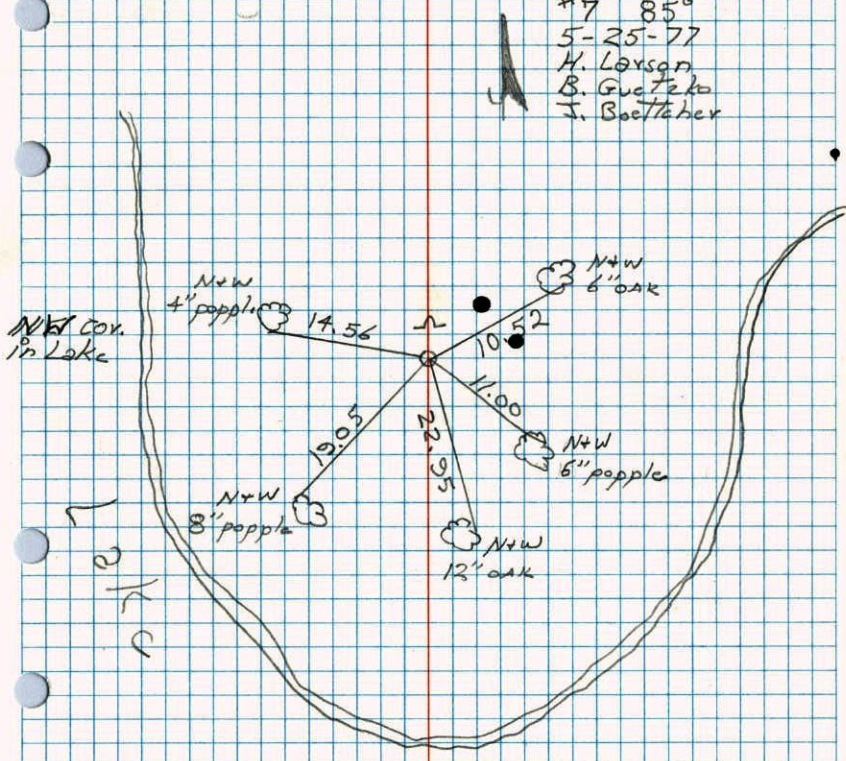 #7 85°
5-25-77
H. Larson
B. Guetzko
J. Boettcher
N+W
6" oak
N+W
4" popple
14.56
10.52
NW cor.
in Lake
11.00
19.05
22.95
N+W
6" popple
N+W
8" popple
N+W
12" oak
Lake